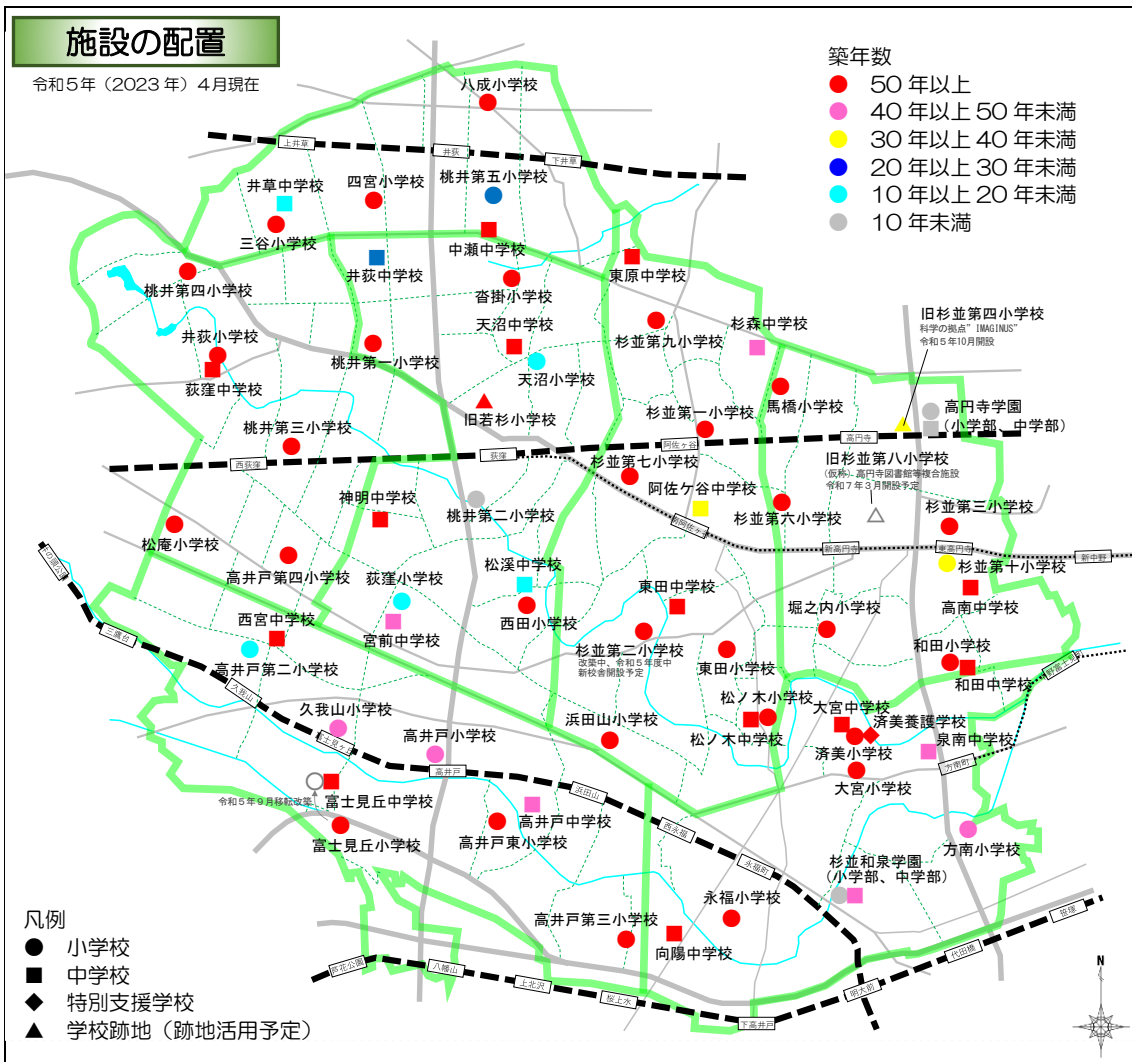 施設の配置
令和5年（2023年）4月現在
築年数
50年以上
40年以上50年未満
30年以上40年未満
20年以上30年未満
10年以上20年未満
10年未満
八成小学校
上井草
井荻
下井草
井草中学校
四宮小学校
桃井第五小学校
三谷小学校
中瀬中学校
井荻中学校
東原中学校
桃井第四小学校
沓掛小学校
旧杉並第四小学校
科学の拠点"IMAGINUS"
令和5年10月開設
天沼中学校
杉並第九小学校
杉森中学校
井荻小学校
桃井第一小学校
天沼小学校
荻窪中学校
馬橋小学校
旧若杉小学校
杉並第一小学校
高円寺学園
（小学部、中学部）
桃井第三小学校
阿佐ヶ谷
高円寺
西荻窪
荻窪
杉並第七小学校
旧杉並第八小学校
(仮称)高円寺図書館等複合施設
令和7年3月開設予定
神明中学校
桃井第二小学校
阿佐ケ谷中学校
杉並第六小学校
杉並第三小学校
南阿佐ヶ谷
松庵小学校
新高円寺
東高円寺
新中野
井の頭公園
高井戸第四小学校
荻窪小学校
松溪中学校
杉並第十小学校
東田中学校
高南中学校
三鷹台
西宮中学校
宮前中学校
西田小学校
堀之内小学校
高井戸第二小学校
杉並第二小学校
改築中、令和5年度中
新校舎開設予定
東田小学校
和田小学校
和田中学校
中野富士見町
久我山
久我山小学校
松ノ木小学校
大宮中学校
済美養護学校
浜田山小学校
松ノ木中学校
済美小学校
泉南中学校
富士見ヶ丘
高井戸小学校
高井戸
大宮小学校
方南町
令和5年9月移転改築
富士見丘中学校
浜田山
高井戸中学校
富士見丘小学校
高井戸東小学校
西永福
方南小学校
永福町
杉並和泉学園
（小学部、中学部）
永福小学校
高井戸第三小学校
向陽中学校
笹塚
代田橋
芦花公園
八幡山
上北沢
桜上水
下高井戸
明大前
N
凡例
小学校
中学校
特別支援学校
学校跡地（跡地活用予定）